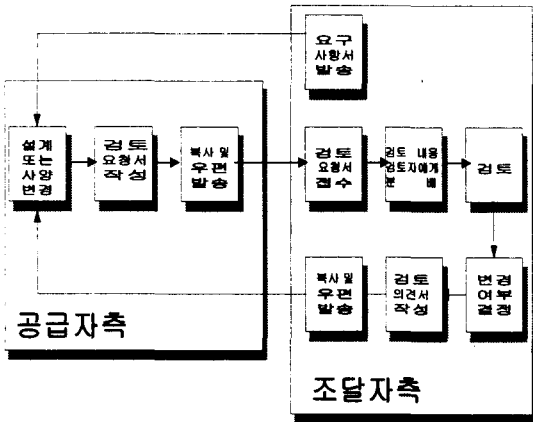 요구
사항서
발송
설계
또는
사양
변경
검토
요청서
작성
복사 및
우편
발송
검토
요청서
접수
검토 내용
검토자에게
분 배
검토
복사 및
우편
발송
검토
의견서
작성
변경
여부
결정
공급자측
조달자측